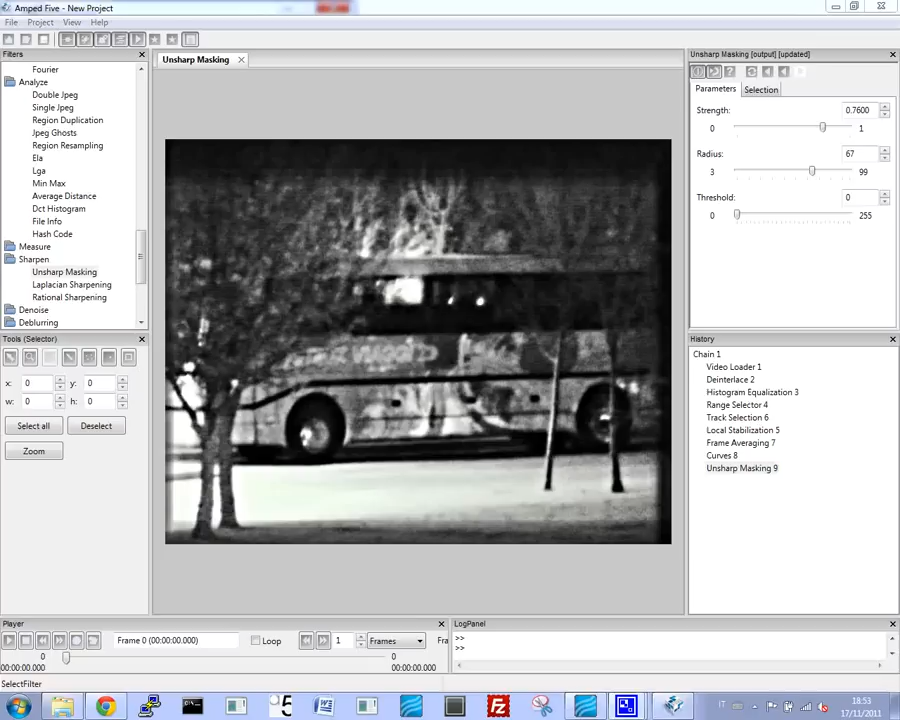 Amped Five - New Project
File Project View Help
Filters
Unsharp Masking
Unsharp Masking [output] [updated]
Fourier
Analyze
Double Jpeg
Single Jpeg
Region Duplication
Jpeg Ghosts
Region Resampling
Ela
Lga
Min Max
Average Distance
Dct Histogram
File Info
Hash Code
Measure
Sharpen
Unsharp Masking
Laplacian Sharpening
Rational Sharpening
Denoise
Deblurring
Parameters Selection
Strength: 0.7600
0 1
Radius: 67
3 99
Threshold: 0
0 255
Tools (Selector)
x: 0 y: 0
w: 0 h: 0
Select all Deselect
Zoom
History
Chain 1
Video Loader 1
Deinterlace 2
Histogram Equalization 3
Range Selector 4
Track Selection 6
Local Stabilization 5
Frame Averaging 7
Curves 8
Unsharp Masking 9
Player
Frame 0 (00:00:00.000) Loop 1 Frames Fra
0 0
00:00:00.000 00:00:00.000
LogPanel
>>
>>
SelectFilter
IT
18:53
17/11/2011